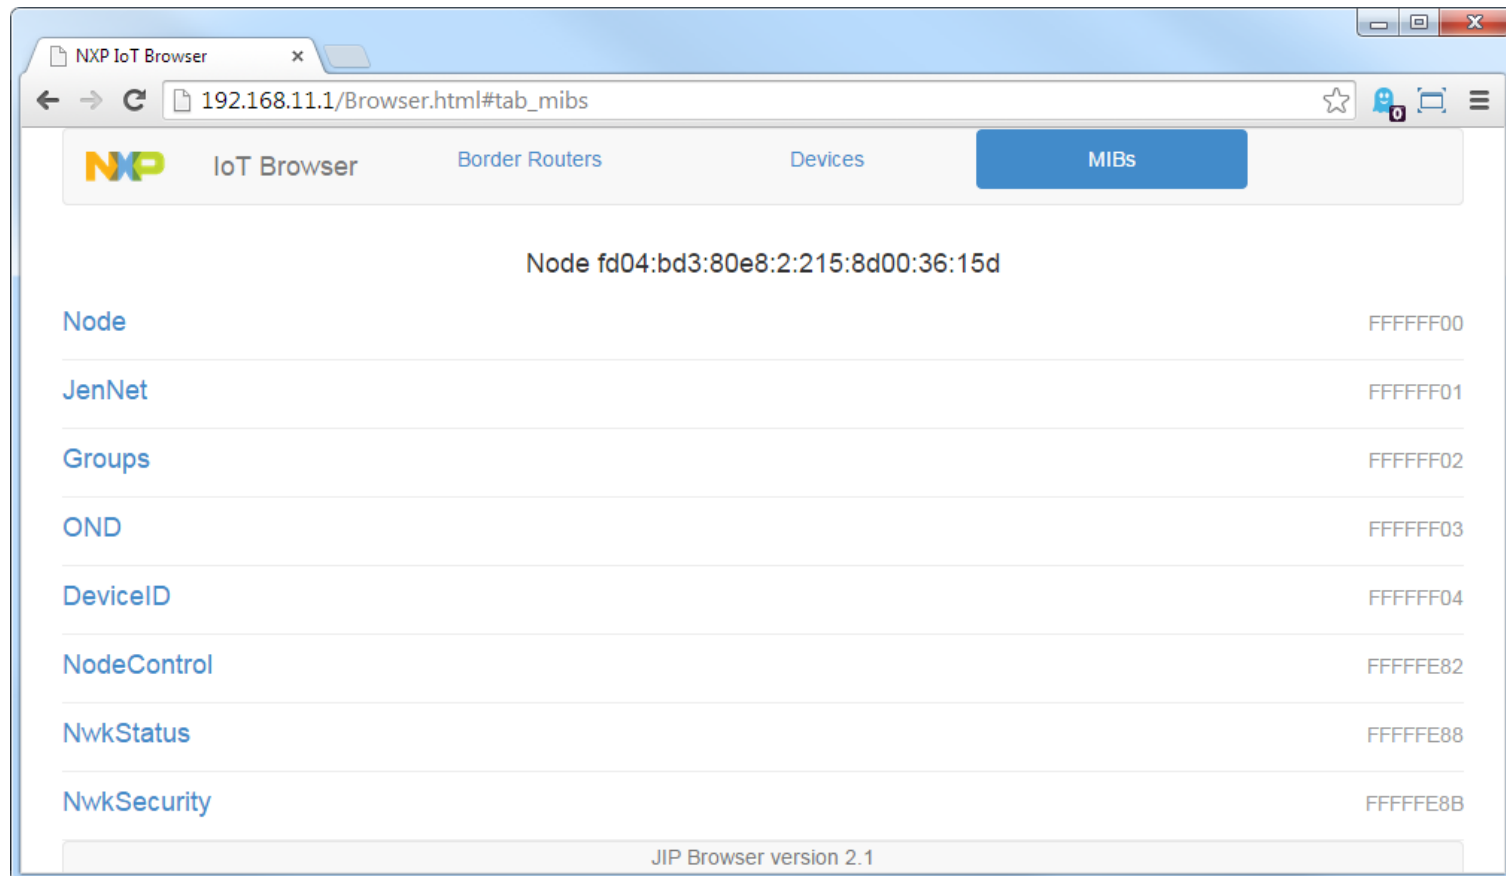 NXP IoT Browser
192.168.11.1/Browser.html#tab_mibs
0
NXP IoT Browser Border Routers Devices MIBs
Node fd04:bd3:80e8:2:215:8d00:36:15d
Node FFFFFF00
JenNet FFFFFF01
Groups FFFFFF02
OND FFFFFF03
DeviceID FFFFFF04
NodeControl FFFFFE82
NwkStatus FFFFFE88
NwkSecurity FFFFFE8B
JIP Browser version 2.1